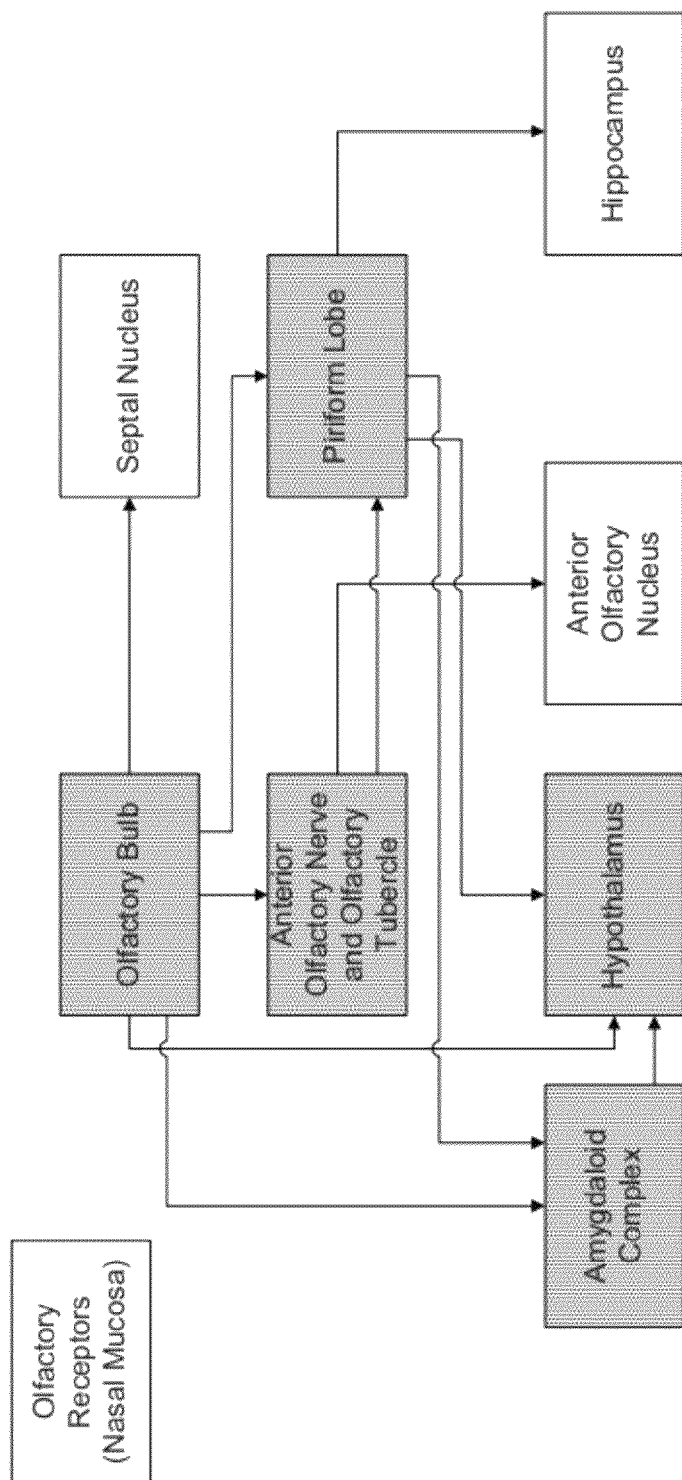 Olfactory
Receptors
(Nasal Mucosa)
Olfactory Bulb
Septal Nucleus
Anterior
Olfactory Nerve
and Olfactory
Tubercle
Piriform Lobe
Amygdaloid
Complex
Hypothalamus
Anterior
Olfactory
Nucleus
Hippocampus